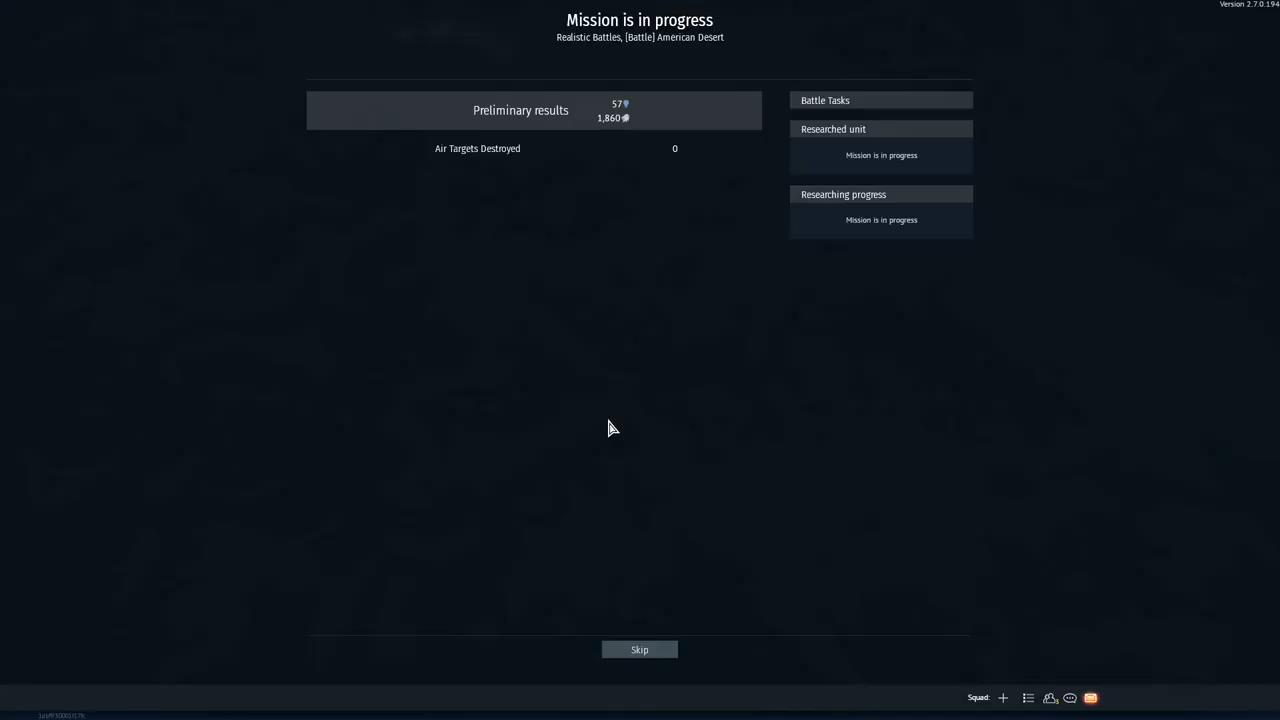 Version 2.7.0.194
Mission is in progress
Realistic Battles, [Battle] American Desert
Preliminary results
57
1,860
Air Targets Destroyed 0
Battle Tasks
Researched unit
Mission is in progress
Researching progress
Mission is in progress
Skip
Squad:
3